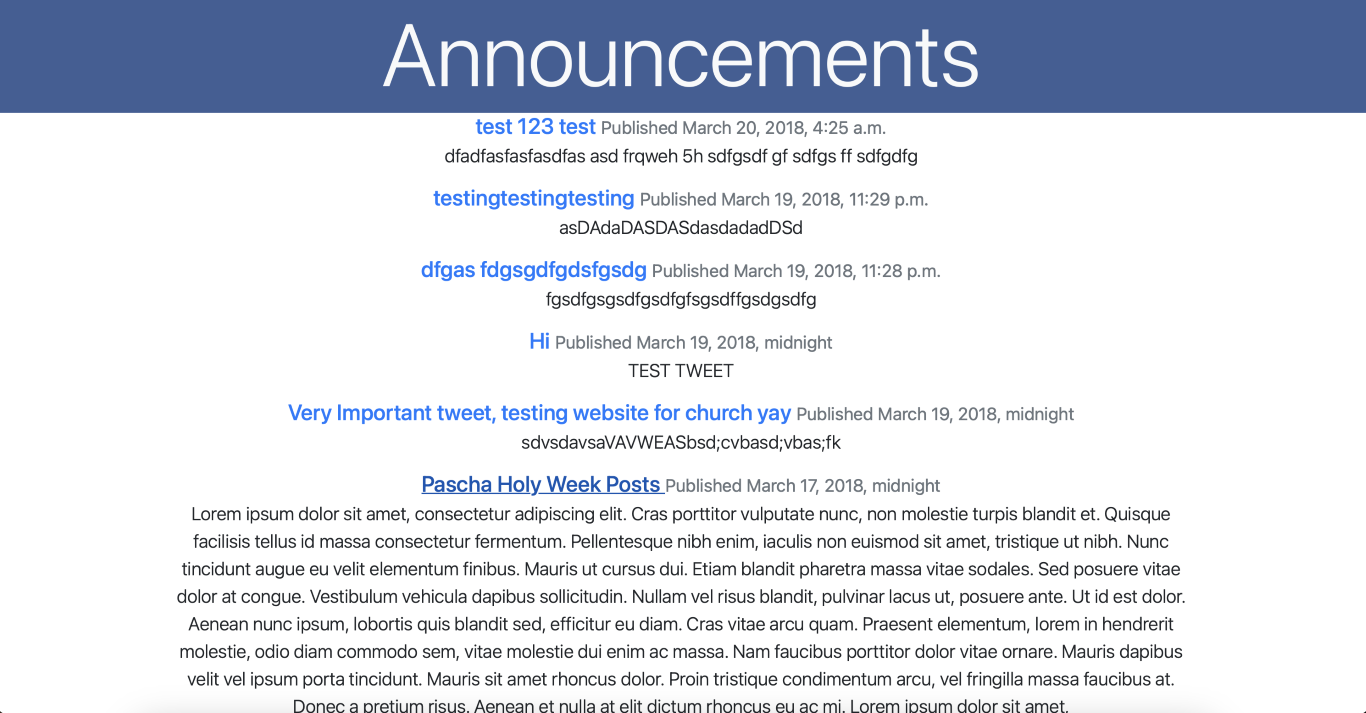 Announcements
test 123 test Published March 20, 2018, 4:25 a.m.
dfadfasfasfasdfas asd frqweh 5h sdfgsdf gf sdfgs ff sdfgdfg
testingtestingtesting Published March 19, 2018, 11:29 p.m.
asDAdaDASDASdasdadadDSd
dfgas fdgsgdfgdsfgsdg Published March 19, 2018, 11:28 p.m.
fgsdfgsgsdfgsdfgfsgsdffgsdgsdfg
Hi Published March 19, 2018, midnight
TEST TWEET
Very Important tweet, testing website for church yay Published March 19, 2018, midnight
sdvsdavsaVAVWEASbsd;cvbasd;vbas;fk
Pascha Holy Week Posts Published March 17, 2018, midnight
Lorem ipsum dolor sit amet, consectetur adipiscing elit. Cras porttitor vulputate nunc, non molestie turpis blandit et. Quisque
facilisis tellus id massa consectetur fermentum. Pellentesque nibh enim, iaculis non euismod sit amet, tristique ut nibh. Nunc
tincidunt augue eu velit elementum finibus. Mauris ut cursus dui. Etiam blandit pharetra massa vitae sodales. Sed posuere vitae
dolor at congue. Vestibulum vehicula dapibus sollicitudin. Nullam vel risus blandit, pulvinar lacus ut, posuere ante. Ut id est dolor.
Aenean nunc ipsum, lobortis quis blandit sed, efficitur eu diam. Cras vitae arcu quam. Praesent elementum, lorem in hendrerit
molestie, odio diam commodo sem, vitae molestie dui enim ac massa. Nam faucibus porttitor dolor vitae ornare. Mauris dapibus
velit vel ipsum porta tincidunt. Mauris sit amet rhoncus dolor. Proin tristique condimentum arcu, vel fringilla massa faucibus at.
Donec a pretium risus. Aenean et nulla at elit dictum rhoncus eu ac mi. Lorem ipsum dolor sit amet,